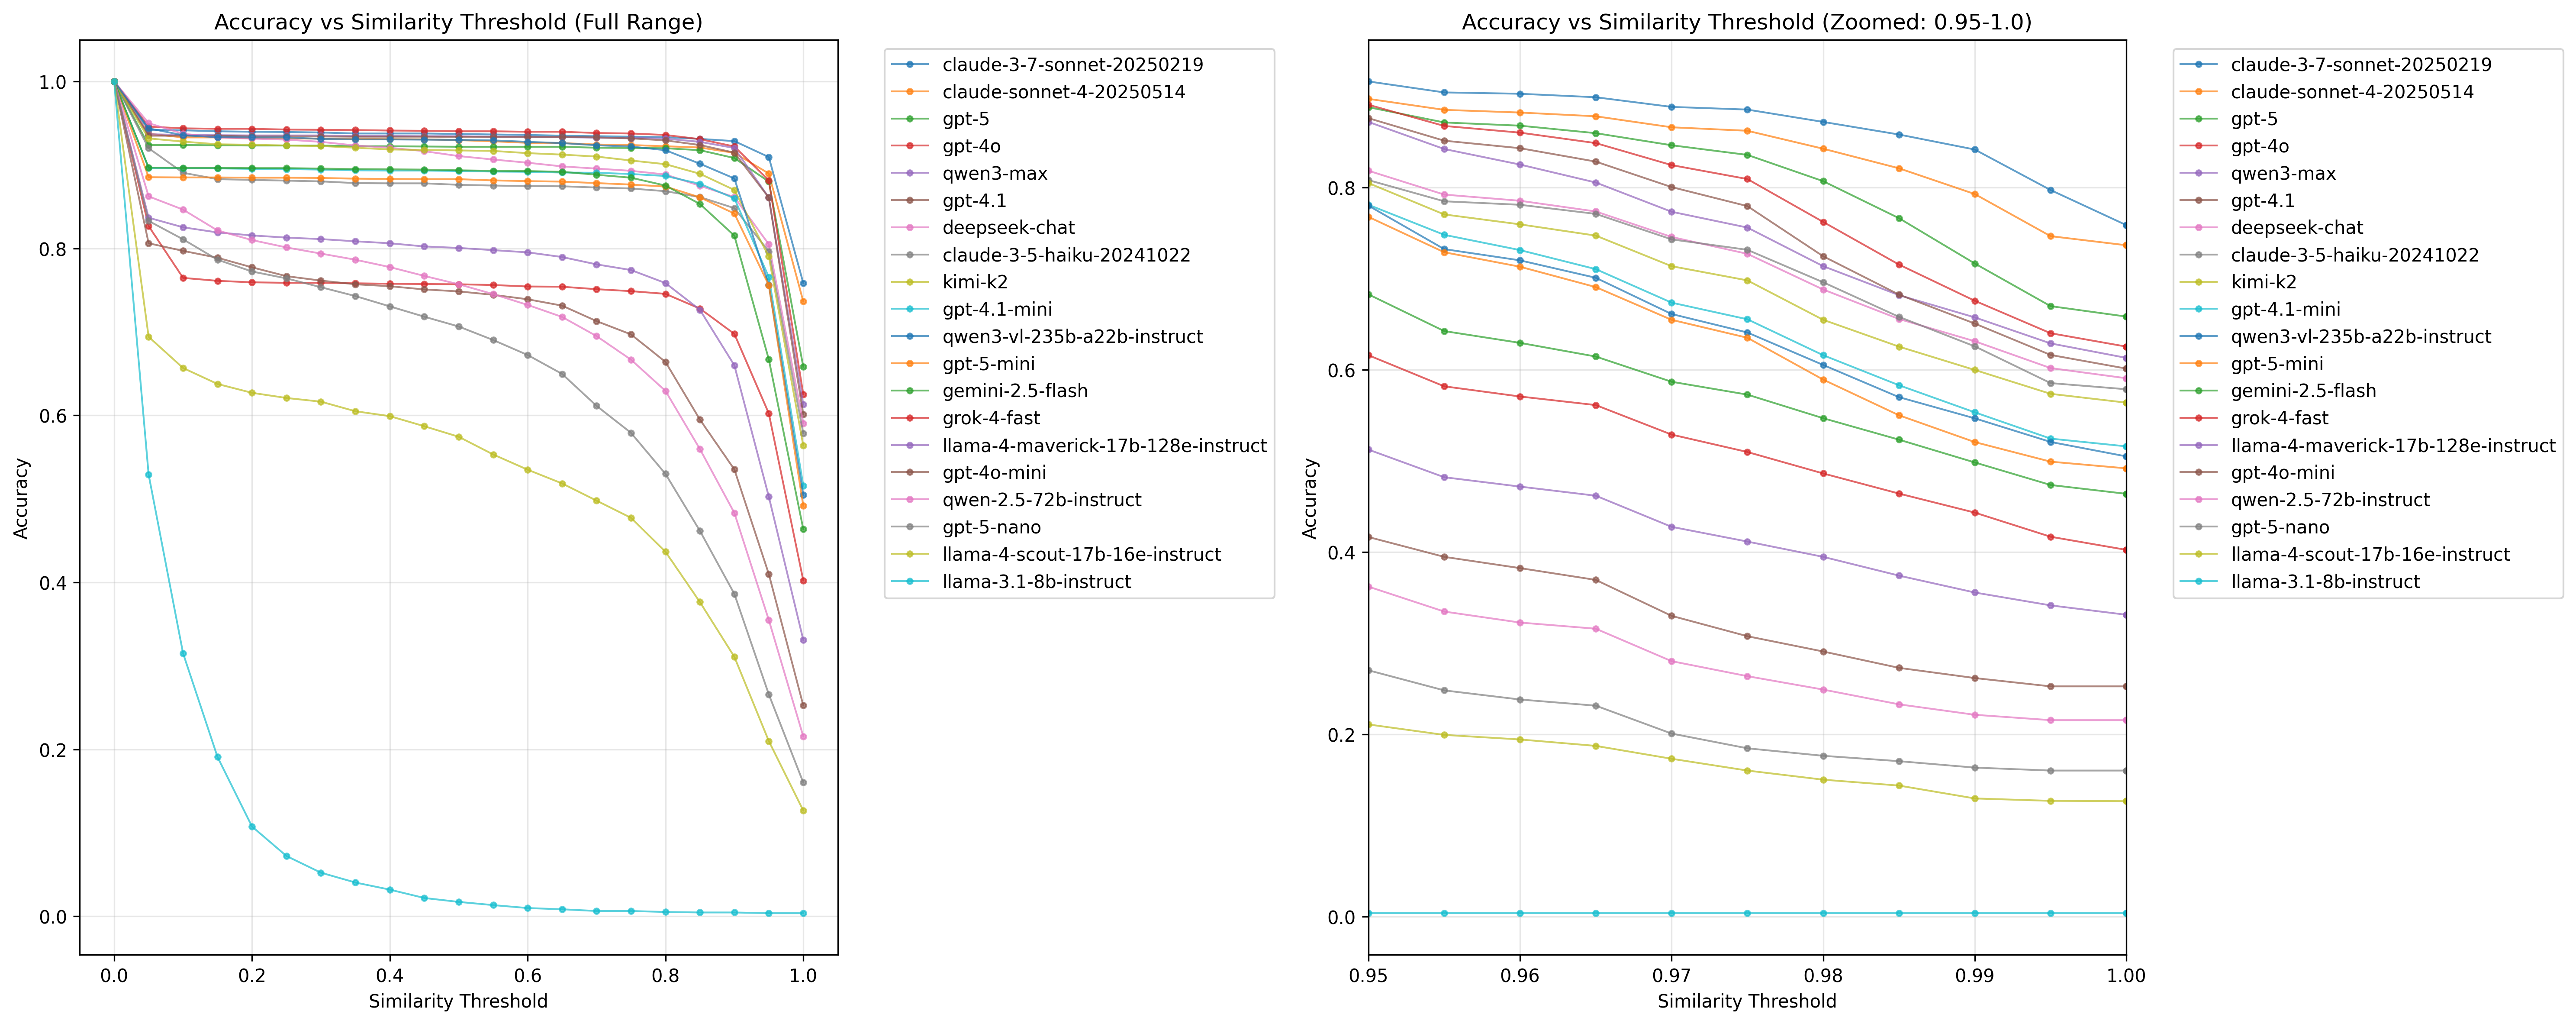 Accuracy vs Similarity Threshold (Full Range)
1.0
0.8
0.6
0.4
0.2
0.0
Accuracy
0.0 0.2 0.4 0.6 0.8 1.0
Similarity Threshold
claude-3-7-sonnet-20250219
claude-sonnet-4-20250514
gpt-5
gpt-4o
qwen3-max
gpt-4.1
deepseek-chat
claude-3-5-haiku-20241022
kimi-k2
gpt-4.1-mini
qwen3-vl-235b-a22b-instruct
gpt-5-mini
gemini-2.5-flash
grok-4-fast
llama-4-maverick-17b-128e-instruct
gpt-4o-mini
qwen-2.5-72b-instruct
gpt-5-nano
llama-4-scout-17b-16e-instruct
llama-3.1-8b-instruct
Accuracy vs Similarity Threshold (Zoomed: 0.95-1.0)
0.8
0.6
0.4
0.2
0.0
Accuracy
0.95 0.96 0.97 0.98 0.99 1.00
Similarity Threshold
claude-3-7-sonnet-20250219
claude-sonnet-4-20250514
gpt-5
gpt-4o
qwen3-max
gpt-4.1
deepseek-chat
claude-3-5-haiku-20241022
kimi-k2
gpt-4.1-mini
qwen3-vl-235b-a22b-instruct
gpt-5-mini
gemini-2.5-flash
grok-4-fast
llama-4-maverick-17b-128e-instruct
gpt-4o-mini
qwen-2.5-72b-instruct
gpt-5-nano
llama-4-scout-17b-16e-instruct
llama-3.1-8b-instruct